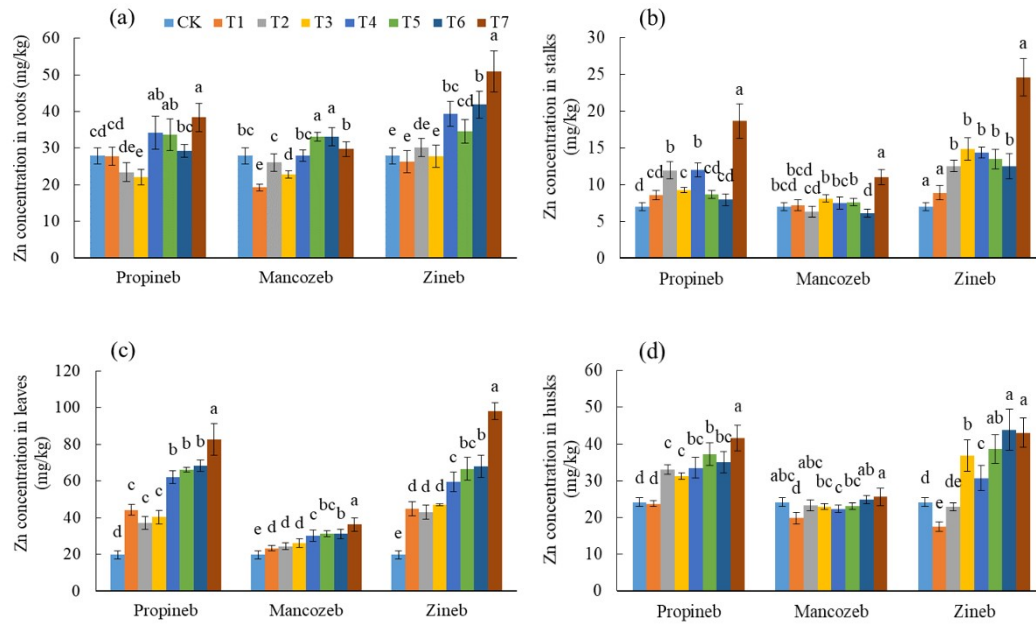 (a)
CK T1 T2 T3 T4 T5 T6 T7
Zn concentration in roots (mg/kg)
60
50
40
30
20
10
0
cd cd de e ab ab bc a
bc e c d b a a b
e e de e bc cd b a
Propineb Mancozeb Zineb
(b)
Zn concentration in stalks
(mg/kg)
30
25
20
15
10
5
0
d cd b c b cd cd a
bcd bcd cd b bcb d a
a a b b b b b a
Propineb Mancozeb Zineb
(c)
Zn concentration in leaves
(mg/kg)
120
100
80
60
40
20
0
d c c c b b b a
e d d d c bc b a
e d d d c bc b a
Propineb Mancozeb Zineb
(d)
Zn concentration in husks
(mg/kg)
60
50
40
30
20
10
0
d d c c bc b bc a
abc d abc bc c bc ab a
d e de b c ab a a
Propineb Mancozeb Zineb